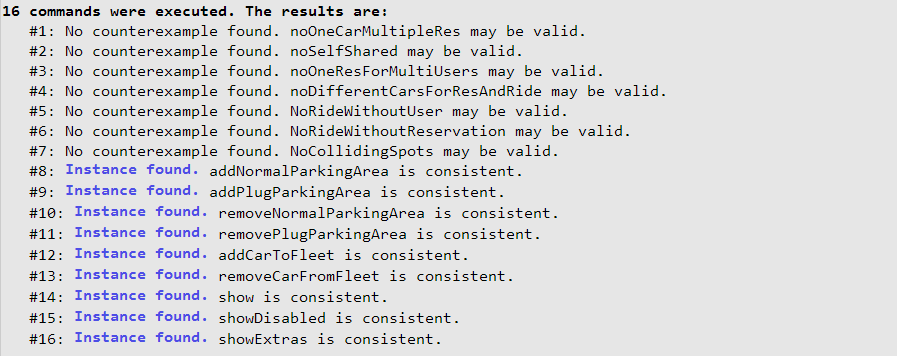 16 commands were executed. The results are:
#1: No counterexample found. noOneCarMultipleRes may be valid.
#2: No counterexample found. noSelfShared may be valid.
#3: No counterexample found. noOneResForMultiUsers may be valid.
#4: No counterexample found. noDifferentCarsForResAndRide may be valid.
#5: No counterexample found. NoRideWithoutUser may be valid.
#6: No counterexample found. NoRideWithoutReservation may be valid.
#7: No counterexample found. NoCollidingSpots may be valid.
#8: Instance found. addNormalParkingArea is consistent.
#9: Instance found. addPlugParkingArea is consistent.
#10: Instance found. removeNormalParkingArea is consistent.
#11: Instance found. removePlugParkingArea is consistent.
#12: Instance found. addCarToFleet is consistent.
#13: Instance found. removeCarFromFleet is consistent.
#14: Instance found. show is consistent.
#15: Instance found. showDisabled is consistent.
#16: Instance found. showExtras is consistent.